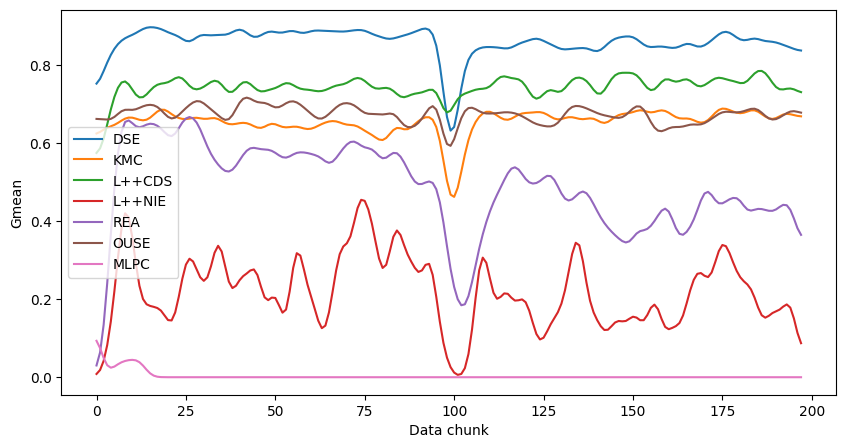 0.8
0.6
0.4
0.2
0.0
Gmean
DSE
KMC
L++CDS
L++NIE
REA
OUSE
MLPC
0 25 50 75 100 125 150 175 200
Data chunk